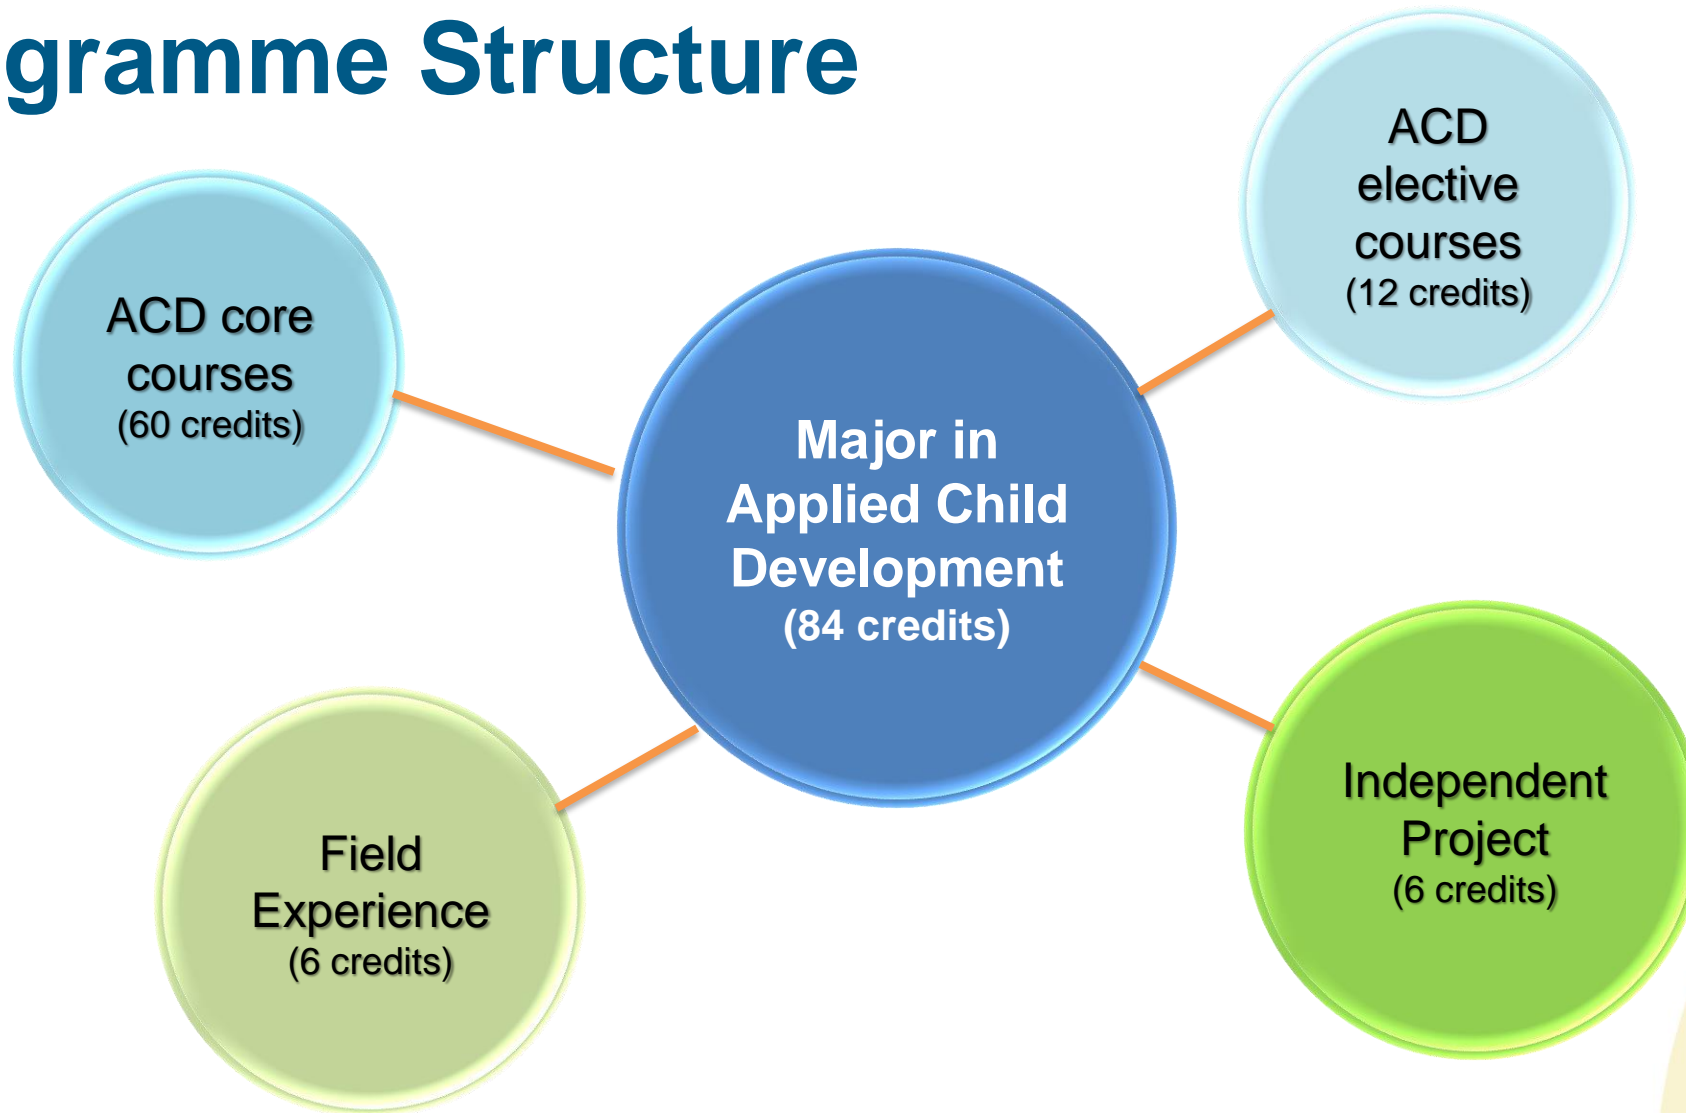 gramme Structure
ACD core
courses
(60 credits)
ACD
elective
courses
(12 credits)
Major in
Applied Child
Development
(84 credits)
Field
Experience
(6 credits)
Independent
Project
(6 credits)